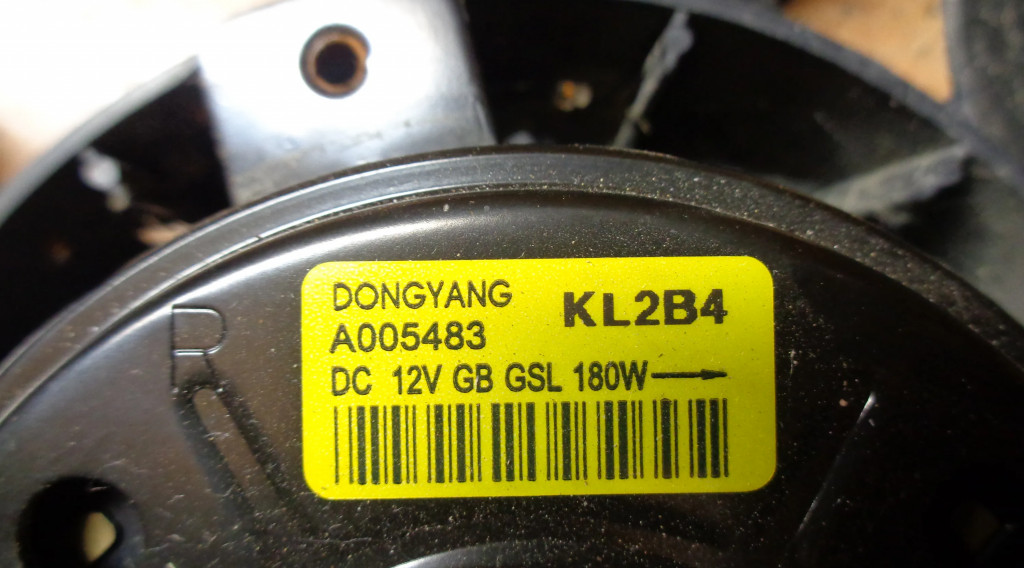 DONGYANG
KL2B4
A005483
DC 12V GB GSL 180W
R